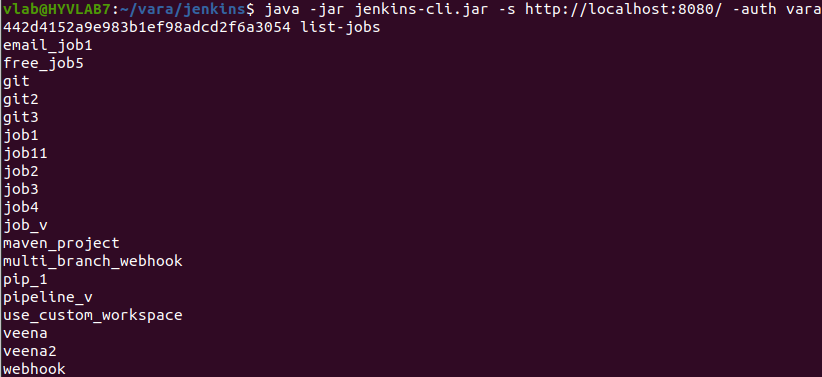 vlab@HYVLAB7:~/vara/jenkins$ java -jar jenkins-cli.jar -s http://localhost:8080/ -auth vara
442d4152a9e983b1ef98adcd2f6a3054 list-jobs
email_job1
free_job5
git
git2
git3
job1
job11
job2
job3
job4
job_v
maven_project
multi_branch_webhook
pip_1
pipeline_v
use_custom_workspace
veena
veena2
webhook